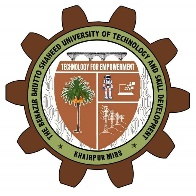 THE BENAZIR BHUTTO SHAHEED UNIVERSITY OF TECHNOLOGY AND SKILL DEVELOPMENT
TECHNOLOGY FOR EMPOWERMENT
KHAIRPUR MIRS